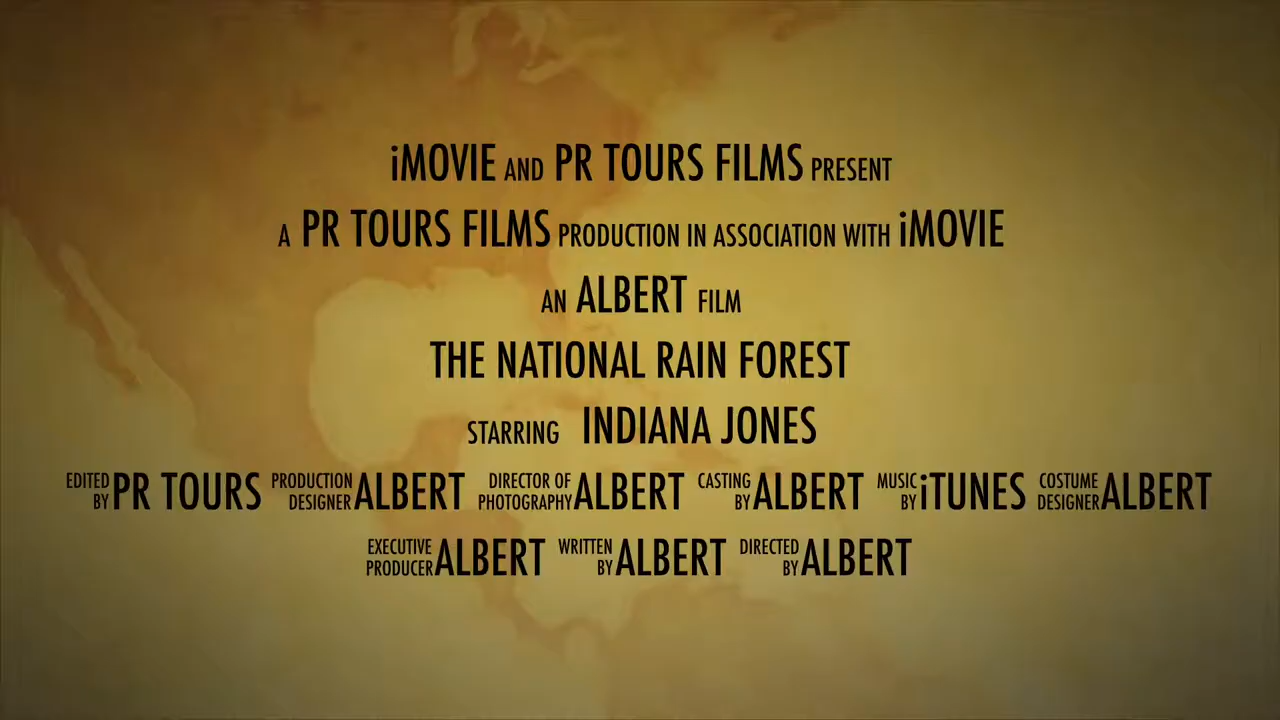 iMOVIE AND PR TOURS FILMS PRESENT
A PR TOURS FILMS PRODUCTION IN ASSOCIATION WITH iMOVIE
AN ALBERT FILM
THE NATIONAL RAIN FOREST
STARRING INDIANA JONES
EDITED BY PR TOURS PRODUCTION DESIGNER ALBERT DIRECTOR OF PHOTOGRAPHY ALBERT CASTING BY ALBERT MUSIC BY iTUNES COSTUME DESIGNER ALBERT
EXECUTIVE PRODUCER ALBERT WRITTEN BY ALBERT DIRECTED BY ALBERT